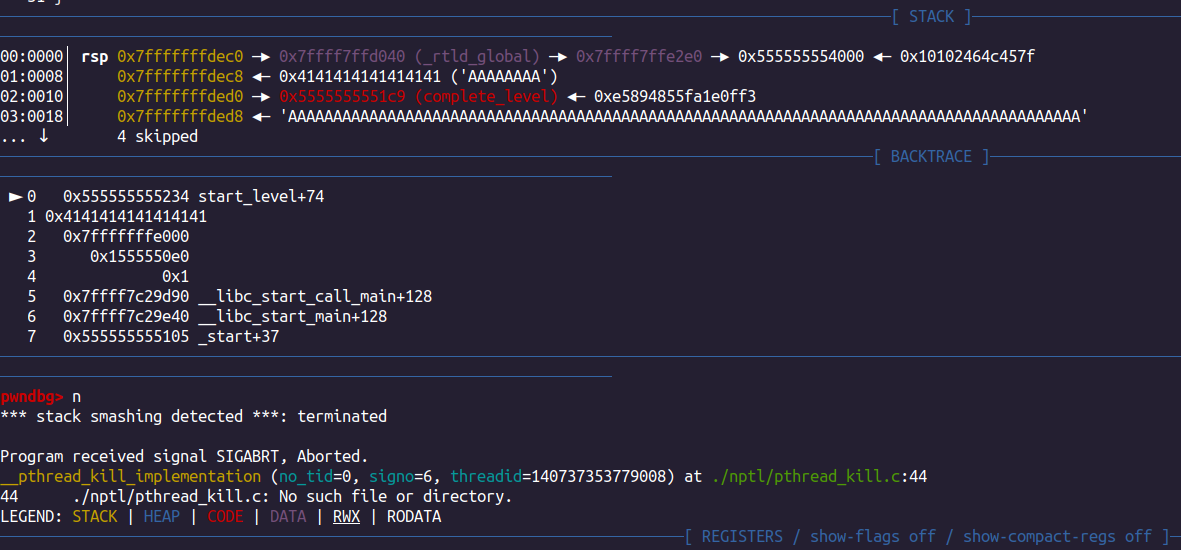 [ STACK ]
00:0000│ rsp 0x7fffffffdec0 —▸ 0x7ffff7ffd040 (_rtld_global) —▸ 0x7ffff7ffe2e0 —▸ 0x555555554000 ◂— 0x10102464c457f
01:0008│ 0x7fffffffdec8 ◂— 0x4141414141414141 ('AAAAAAAA')
02:0010│ 0x7fffffffded0 —▸ 0x5555555551c9 (complete_level) ◂— 0xe5894855fa1e0ff3
03:0018│ 0x7fffffffded8 ◂— 'AAAAAAAAAAAAAAAAAAAAAAAAAAAAAAAAAAAAAAAAAAAAAAAAAAAAAAAAAAAAAAAAAAAAAAAAAAAAAAAAAAAAAAAA'
... ↓ 4 skipped
[ BACKTRACE ]
► 0 0x555555555234 start_level+74
1 0x4141414141414141
2 0x7fffffffe000
3 0x1555550e0
4 0x1
5 0x7ffff7c29d90 __libc_start_call_main+128
6 0x7ffff7c29e40 __libc_start_main+128
7 0x555555555105 _start+37
pwndbg> n
*** stack smashing detected ***: terminated
Program received signal SIGABRT, Aborted.
__pthread_kill_implementation (no_tid=0, signo=6, threadid=140737353779008) at ./nptl/pthread_kill.c:44
44 ./nptl/pthread_kill.c: No such file or directory.
LEGEND: STACK | HEAP | CODE | DATA | RWX | RODATA
[ REGISTERS / show-flags off / show-compact-regs off ]